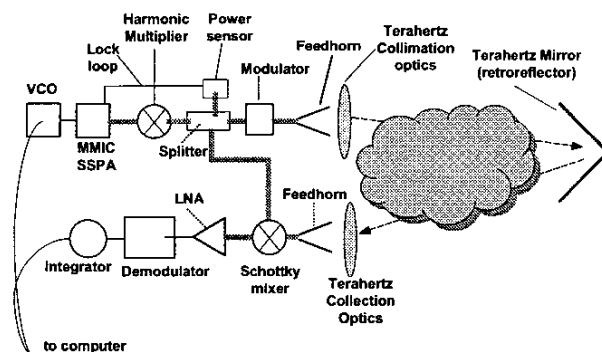 Harmonic
Multiplier
Power
sensor
Lock
loop
Modulator
Feedhorn
Terahertz
Collimation
optics
Terahertz Mirror
(retroreflector)
VCO
MMIC
SSPA
Splitter
LNA
Feedhorn
Integrator
Demodulator
Schottky
mixer
Terahertz
Collection
Optics
to computer